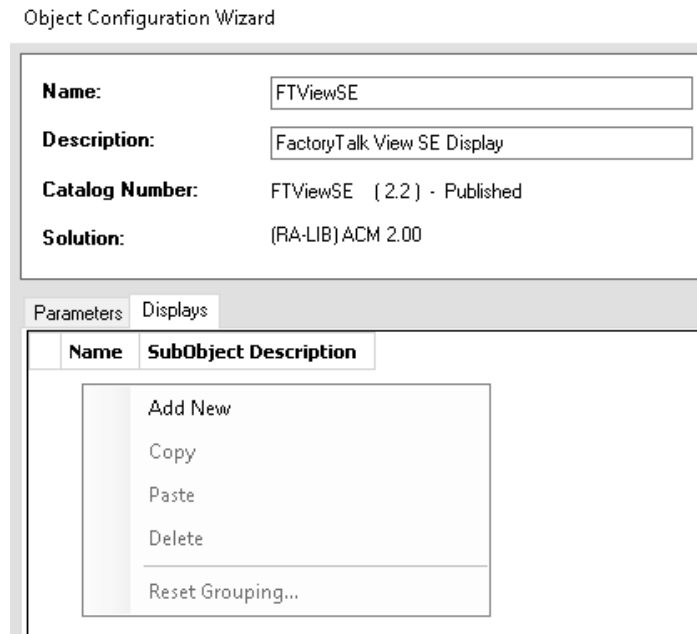 Object Configuration Wizard
Name: FTViewSE
Description: FactoryTalk View SE Display
Catalog Number: FTViewSE ( 2.2 ) - Published
Solution: (RA-LIB) ACM 2.00
Parameters Displays
Name SubObject Description
Add New
Copy
Paste
Delete
Reset Grouping...